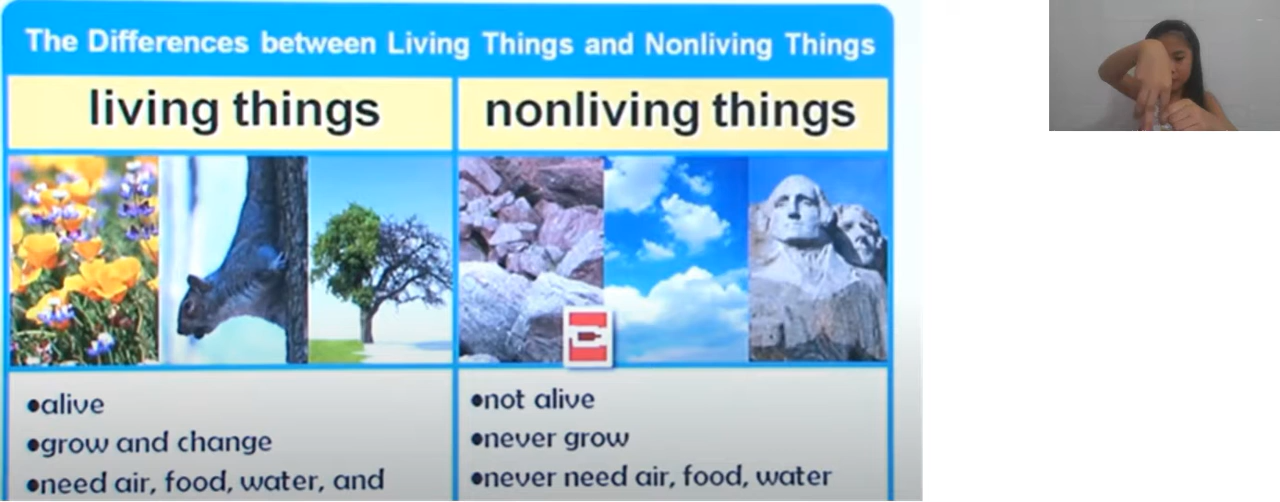 The Differences between Living Things and Nonliving Things
living things
nonliving things
•alive
•grow and change
•need air, food, water, and
•not alive
•never grow
•never need air, food, water